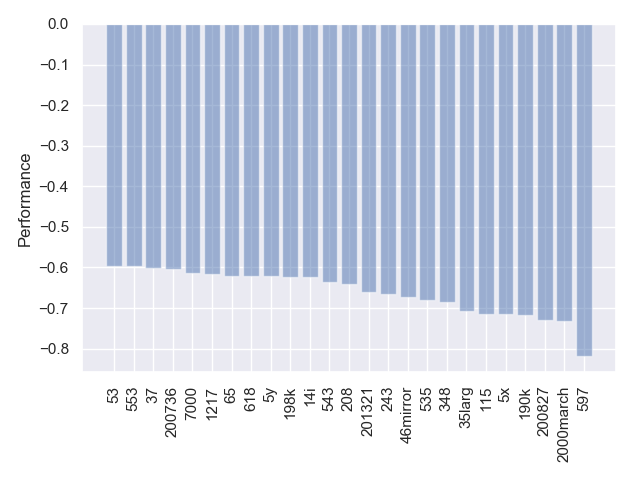 0.0
−0.1
−0.2
−0.3
−0.4
−0.5
−0.6
−0.7
−0.8
Performance
53
553
37
200736
7000
1217
65
618
5y
198k
14i
543
208
201321
243
46mirror
535
348
35larg
115
5x
190k
200827
2000march
597